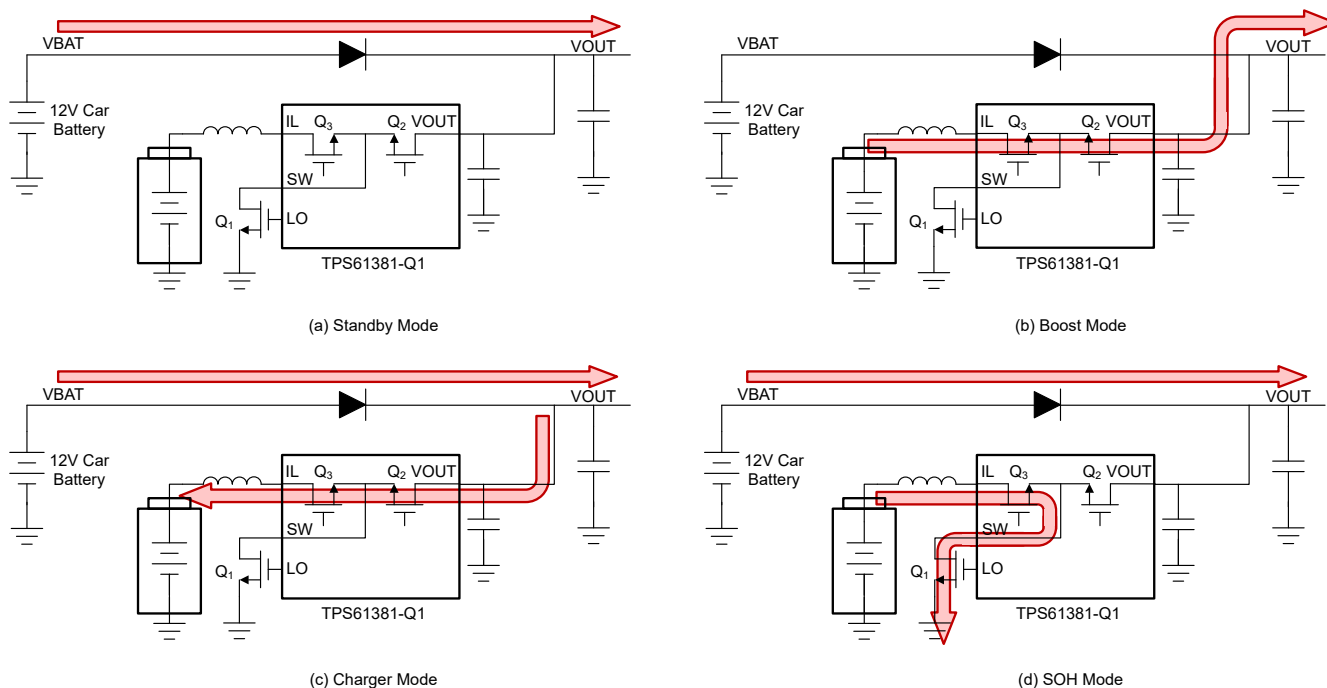 VBAT
VOUT
12V Car
Battery
IL
Q3
Q2
VOUT
SW
Q1
LO
TPS61381-Q1
(a) Standby Mode
VBAT
VOUT
12V Car
Battery
IL
Q3
Q2
VOUT
SW
Q1
LO
TPS61381-Q1
(b) Boost Mode
VBAT
VOUT
12V Car
Battery
IL
Q3
Q2
VOUT
SW
Q1
LO
TPS61381-Q1
(c) Charger Mode
VBAT
VOUT
12V Car
Battery
IL
Q3
Q2
VOUT
SW
Q1
LO
TPS61381-Q1
(d) SOH Mode